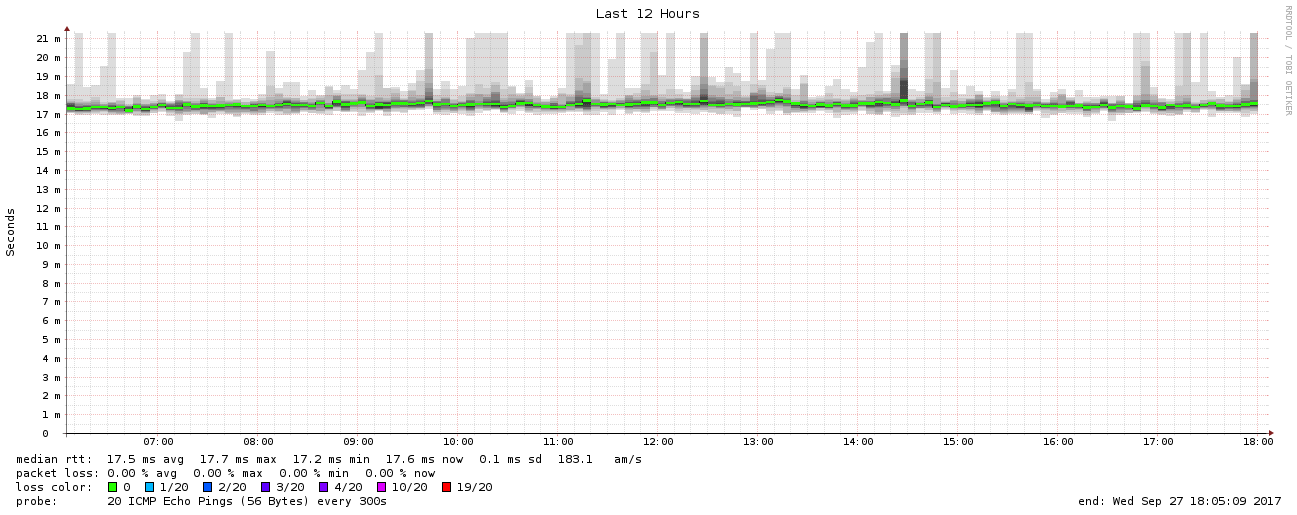 Last 12 Hours
RRDTOOL / TOBI OETIKER
Seconds
21 m
20 m
19 m
18 m
17 m
16 m
15 m
14 m
13 m
12 m
11 m
10 m
9 m
8 m
7 m
6 m
5 m
4 m
3 m
2 m
1 m
0
07:00 08:00 09:00 10:00 11:00 12:00 13:00 14:00 15:00 16:00 17:00 18:00
median rtt: 17.5 ms avg 17.7 ms max 17.2 ms min 17.6 ms now 0.1 ms sd 183.1 am/s
packet loss: 0.00 % avg 0.00 % max 0.00 % min 0.00 % now
loss color: 0 1/20 2/20 3/20 4/20 10/20 19/20
probe: 20 ICMP Echo Pings (56 Bytes) every 300s end: Wed Sep 27 18:05:09 2017